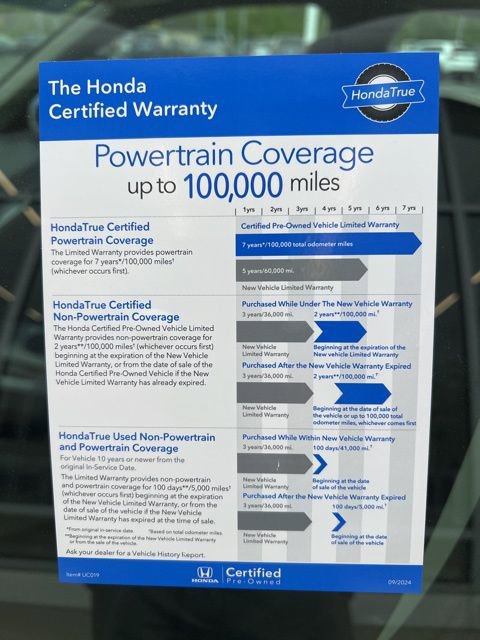 The Honda
Certified Warranty
HondaTrue
Powertrain Coverage
up to 100,000 miles
1yrs | 2yrs | 3yrs | 4 yrs | 5 yrs | 6 yrs | 7 yrs |
HondaTrue Certified
Powertrain Coverage
The Limited Warranty provides powertrain
coverage for 7 years*/100,000 miles†
(whichever occurs first).
Certified Pre-Owned Vehicle Limited Warranty
7 years*/100,000 total odometer miles
5 years/60,000 mi.
New Vehicle Limited Warranty
HondaTrue Certified
Non-Powertrain Coverage
The Honda Certified Pre-Owned Vehicle Limited
Warranty provides non-powertrain coverage for
2 years**/100,000 miles† (whichever occurs first)
beginning at the expiration of the New Vehicle
Limited Warranty, or from the date of sale of the
Honda Certified Pre-Owned Vehicle if the New
Vehicle Limited Warranty has already expired.
Purchased While Under The New Vehicle Warranty
3 years/36,000 mi. 2 years**/100,000 mi.†
New Vehicle
Limited Warranty
Beginning at the expiration of the
New vehicle limited Warranty
Purchased After the New Vehicle Warranty Expired
3 years/36,000 mi. 2 years**/100,000 mi.†
New Vehicle
Limited Warranty
Beginning at the date of sale of
the vehicle or up to 100,000 total
odometer miles, whichever comes first
HondaTrue Used Non-Powertrain
and Powertrain Coverage
For Vehicle 10 years or newer from the
original In-Service Date.
The Limited Warranty provides non-powertrain
and powertrain coverage for 100 days**/5,000 miles†
(whichever occurs first) beginning at the expiration
of the New Vehicle Limited Warranty, or from the
date of sale of the vehicle if the New Vehicle
Limited Warranty has expired at the time of sale.
Purchased While Within New Vehicle Warranty
3 years/36,000 mi. 100 days/41,000 mi.†
New Vehicle
Limited Warranty
Beginning at the date
of sale of the vehicle
Purchased After the New Vehicle Warranty Expired
3 years/36,000 mi. 100 days/5,000 mi.†
New Vehicle
Limited Warranty
Beginning at the date
of sale of the vehicle
*From original in-service date. †Based on total odometer miles.
**Beginning at the expiration of the New Vehicle Limited Warranty
or from the sale of the vehicle.
Ask your dealer for a Vehicle History Report.
Item# UC019
HONDA
Certified
Pre-Owned
09/2024